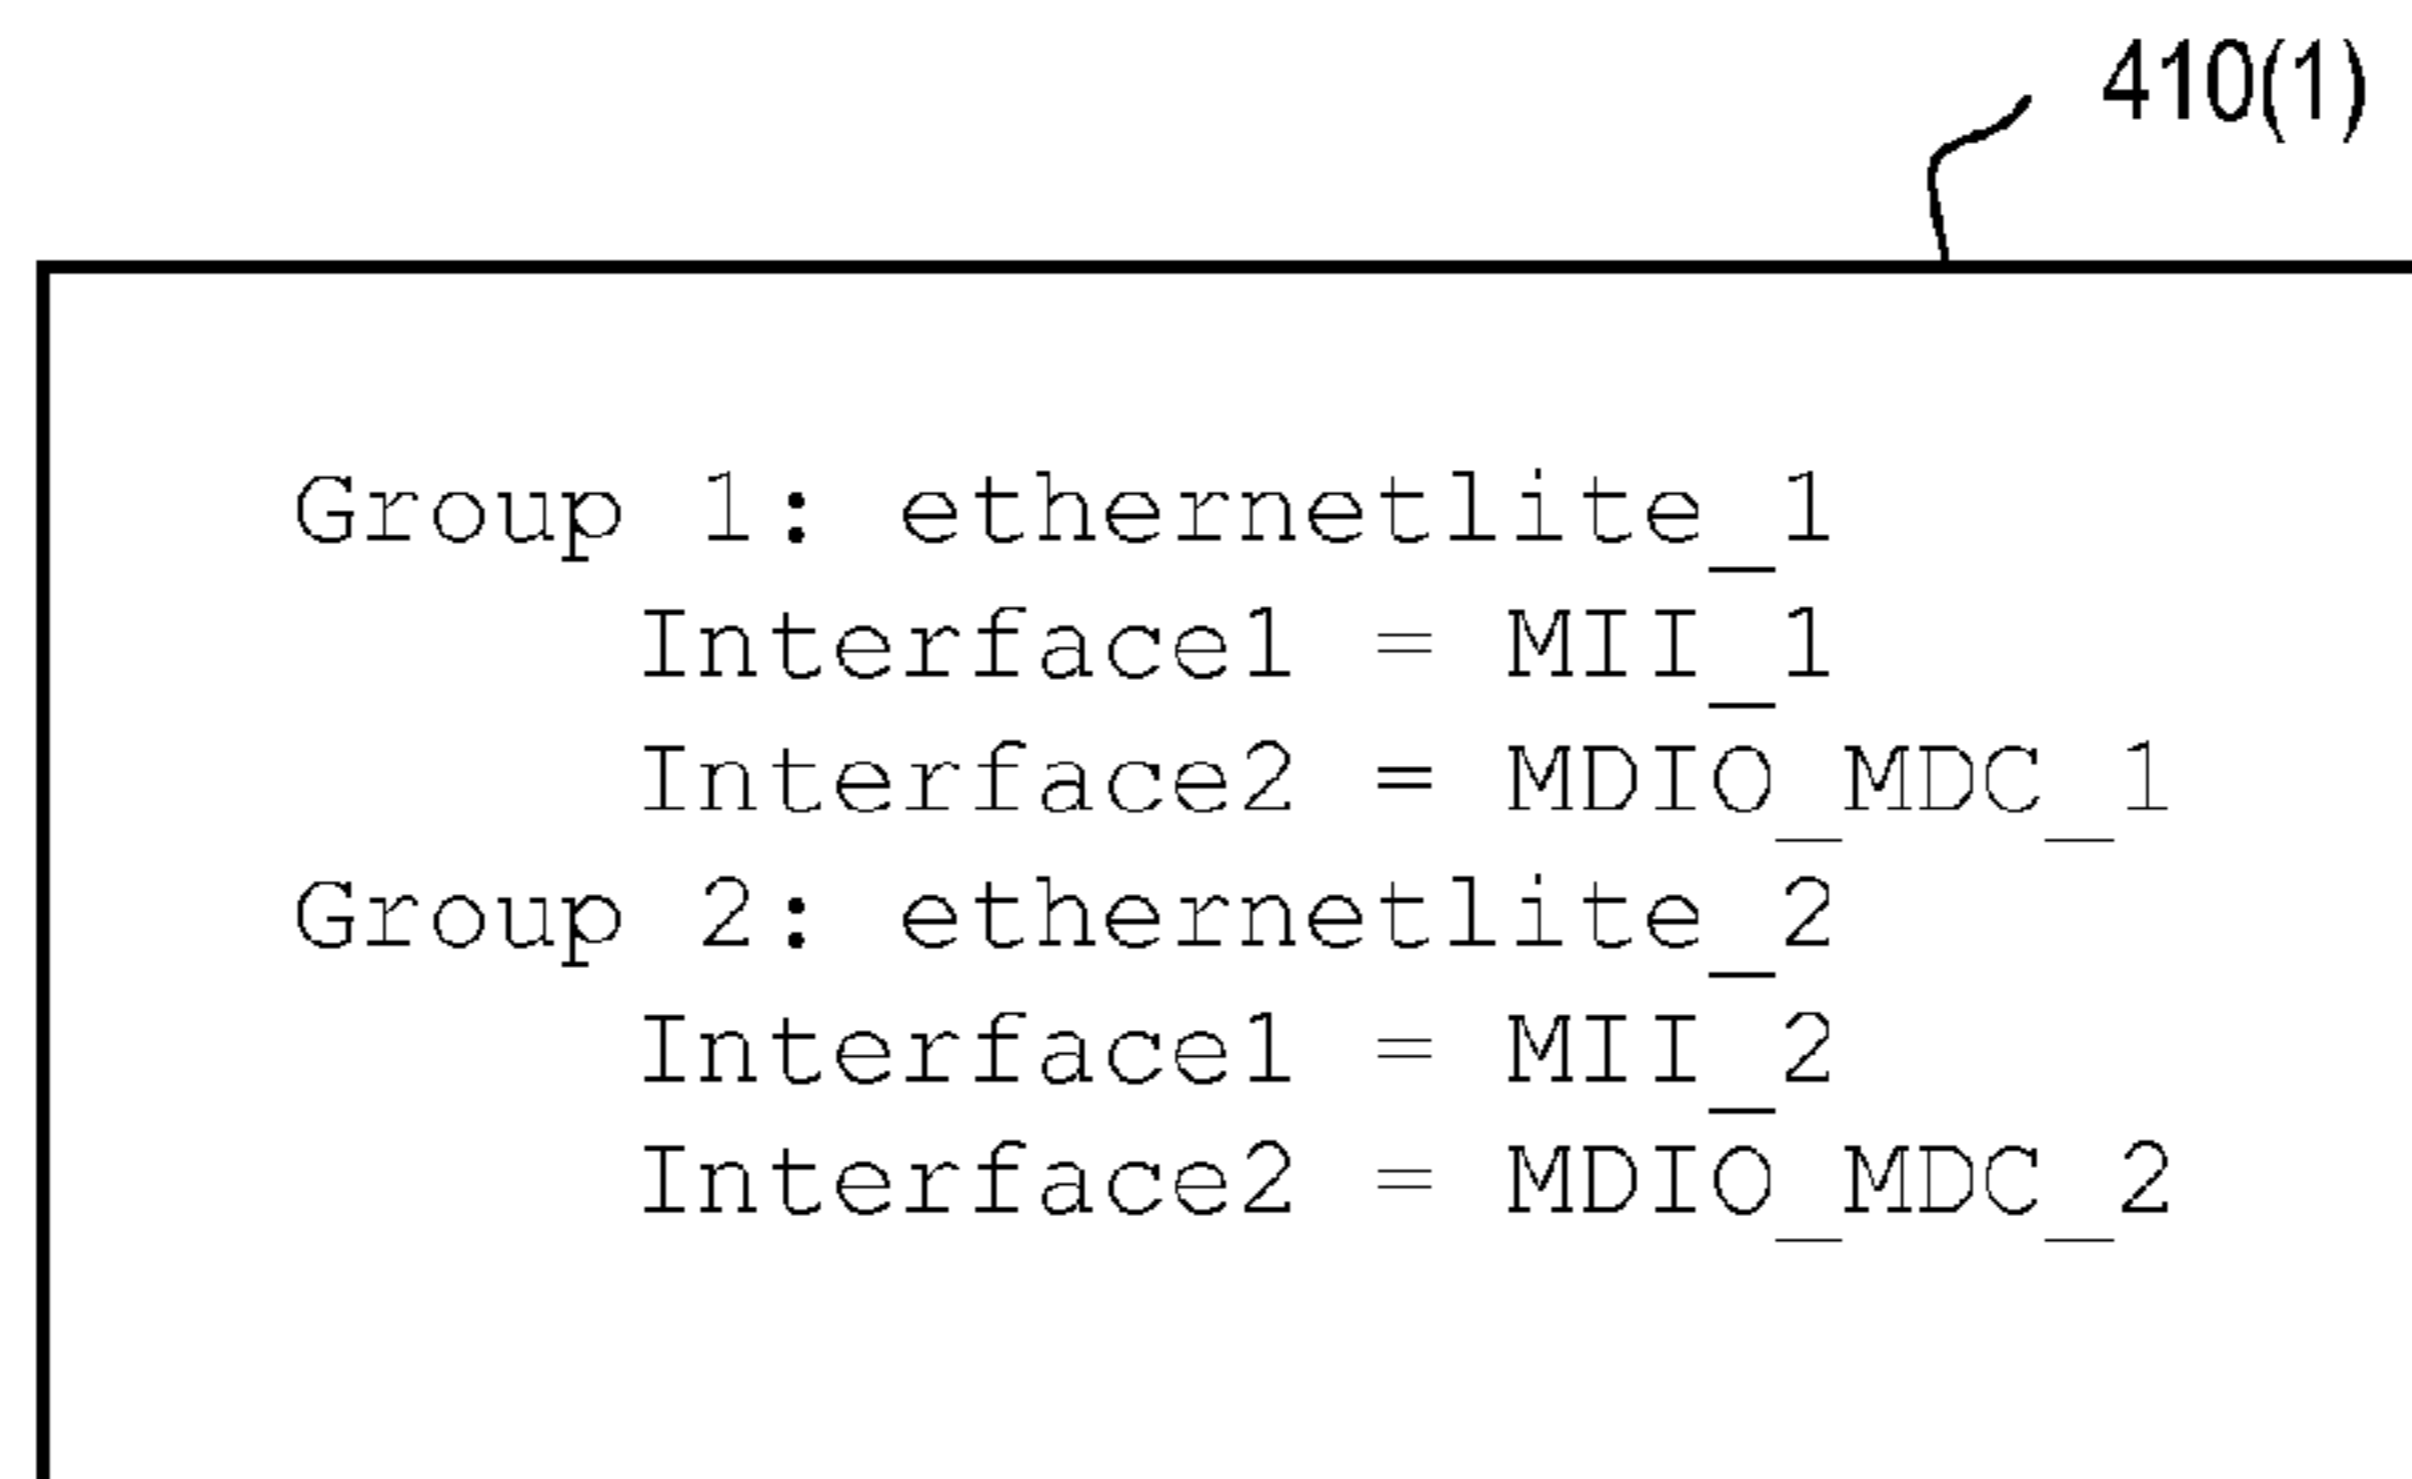 410(1)
Group 1: ethernetlite_1
Interface1 = MII_1
Interface2 = MDIO_MDC_1
Group 2: ethernetlite_2
Interface1 = MII_2
Interface2 = MDIO_MDC_2